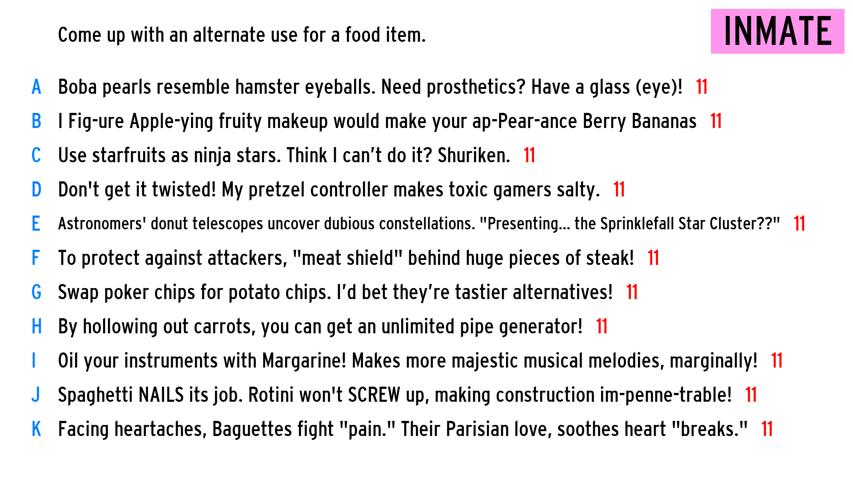 Come up with an alternate use for a food item.
INMATE
A Boba pearls resemble hamster eyeballs. Need prosthetics? Have a glass (eye)! 11
B I Fig-ure Apple-ying fruity makeup would make your ap-Pear-ance Berry Bananas 11
C Use starfruits as ninja stars. Think I can't do it? Shuriken. 11
D Don't get it twisted! My pretzel controller makes toxic gamers salty. 11
E Astronomers' donut telescopes uncover dubious constellations. "Presenting... the Sprinklefall Star Cluster??" 11
F To protect against attackers, "meat shield" behind huge pieces of steak! 11
G Swap poker chips for potato chips. I'd bet they're tastier alternatives! 11
H By hollowing out carrots, you can get an unlimited pipe generator! 11
I Oil your instruments with Margarine! Makes more majestic musical melodies, marginally! 11
J Spaghetti NAILS its job. Rotini won't SCREW up, making construction im-penne-trable! 11
K Facing heartaches, Baguettes fight "pain." Their Parisian love, soothes heart "breaks." 11